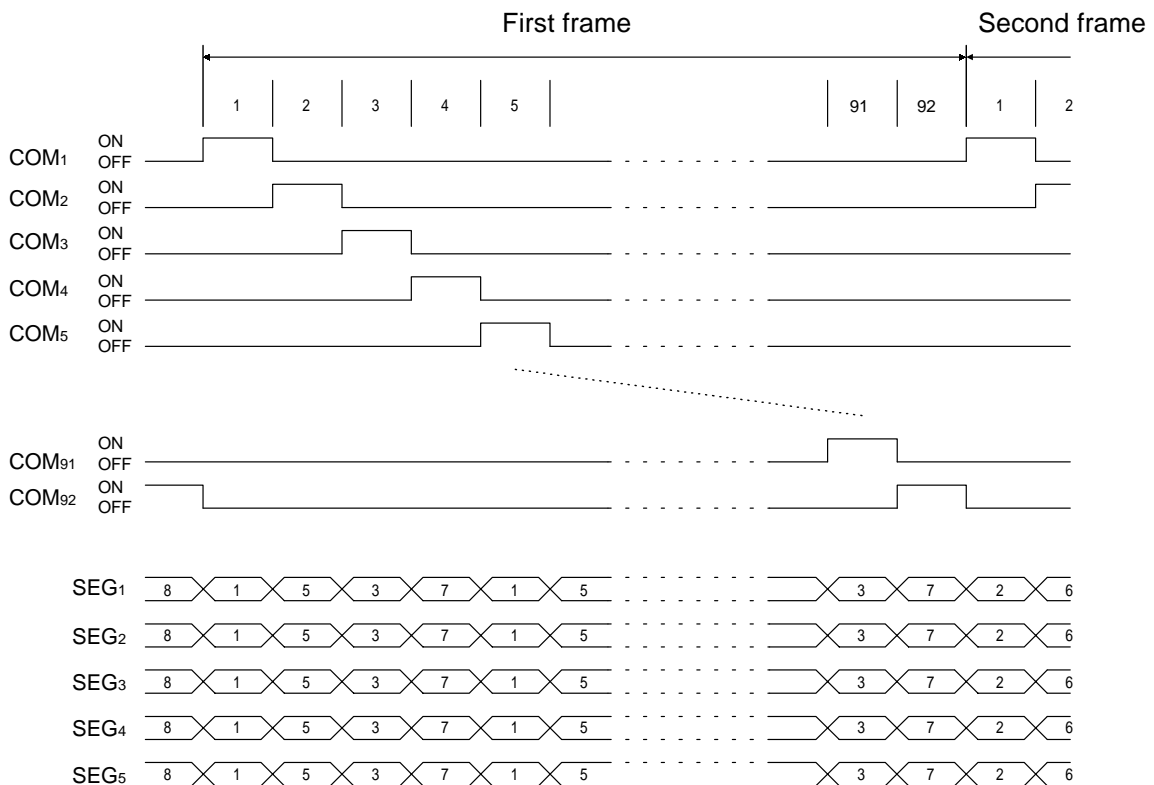 First frame Second frame
1 2 3 4 5 91 92 1 2
COM1 ON OFF
COM2 ON OFF
COM3 ON OFF
COM4 ON OFF
COM5 ON OFF
COM91 ON OFF
COM92 ON OFF
SEG1 8 1 5 3 7 1 5 3 7 2 6
SEG2 8 1 5 3 7 1 5 3 7 2 6
SEG3 8 1 5 3 7 1 5 3 7 2 6
SEG4 8 1 5 3 7 1 5 3 7 2 6
SEG5 8 1 5 3 7 1 5 3 7 2 6